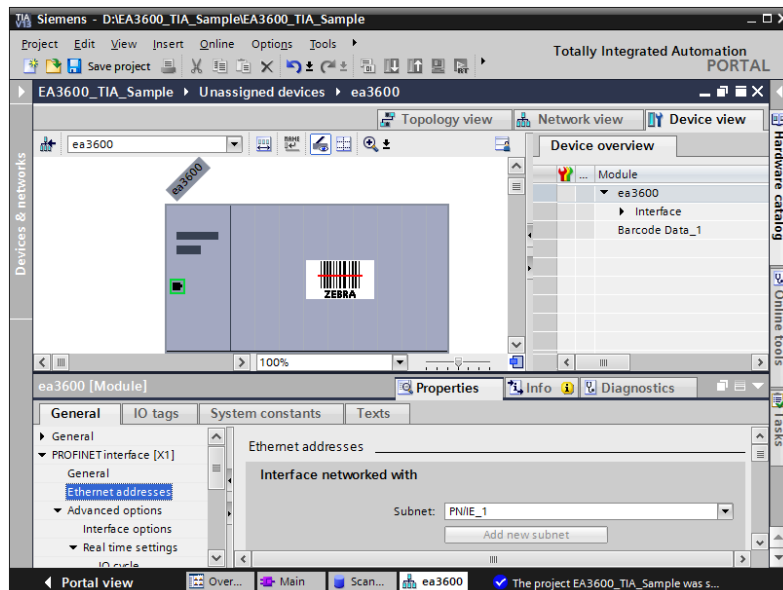 Siemens - D:\EA3600_TIA_Sample\EA3600_TIA_Sample
Project Edit View Insert Online Options Tools
Totally Integrated Automation
PORTAL
Save project
EA3600_TIA_Sample Unassigned devices ea3600
Topology view Network view Device view
ea3600
Device overview
Module
ea3600
Interface
Barcode Data_1
ea3600
ZEBRA
Devices & networks
Hardware catalog
Online tools
Tasks
100%
ea3600 [Module]
Properties Info Diagnostics
General IO tags System constants Texts
General
PROFINET interface [X1]
General
Ethernet addresses
Advanced options
Interface options
Real time settings
IO cycle
Ethernet addresses
Interface networked with
Subnet: PN/IE_1
Add new subnet
Portal view Over... Main Scan... ea3600 The project EA3600_TIA_Sample was s...